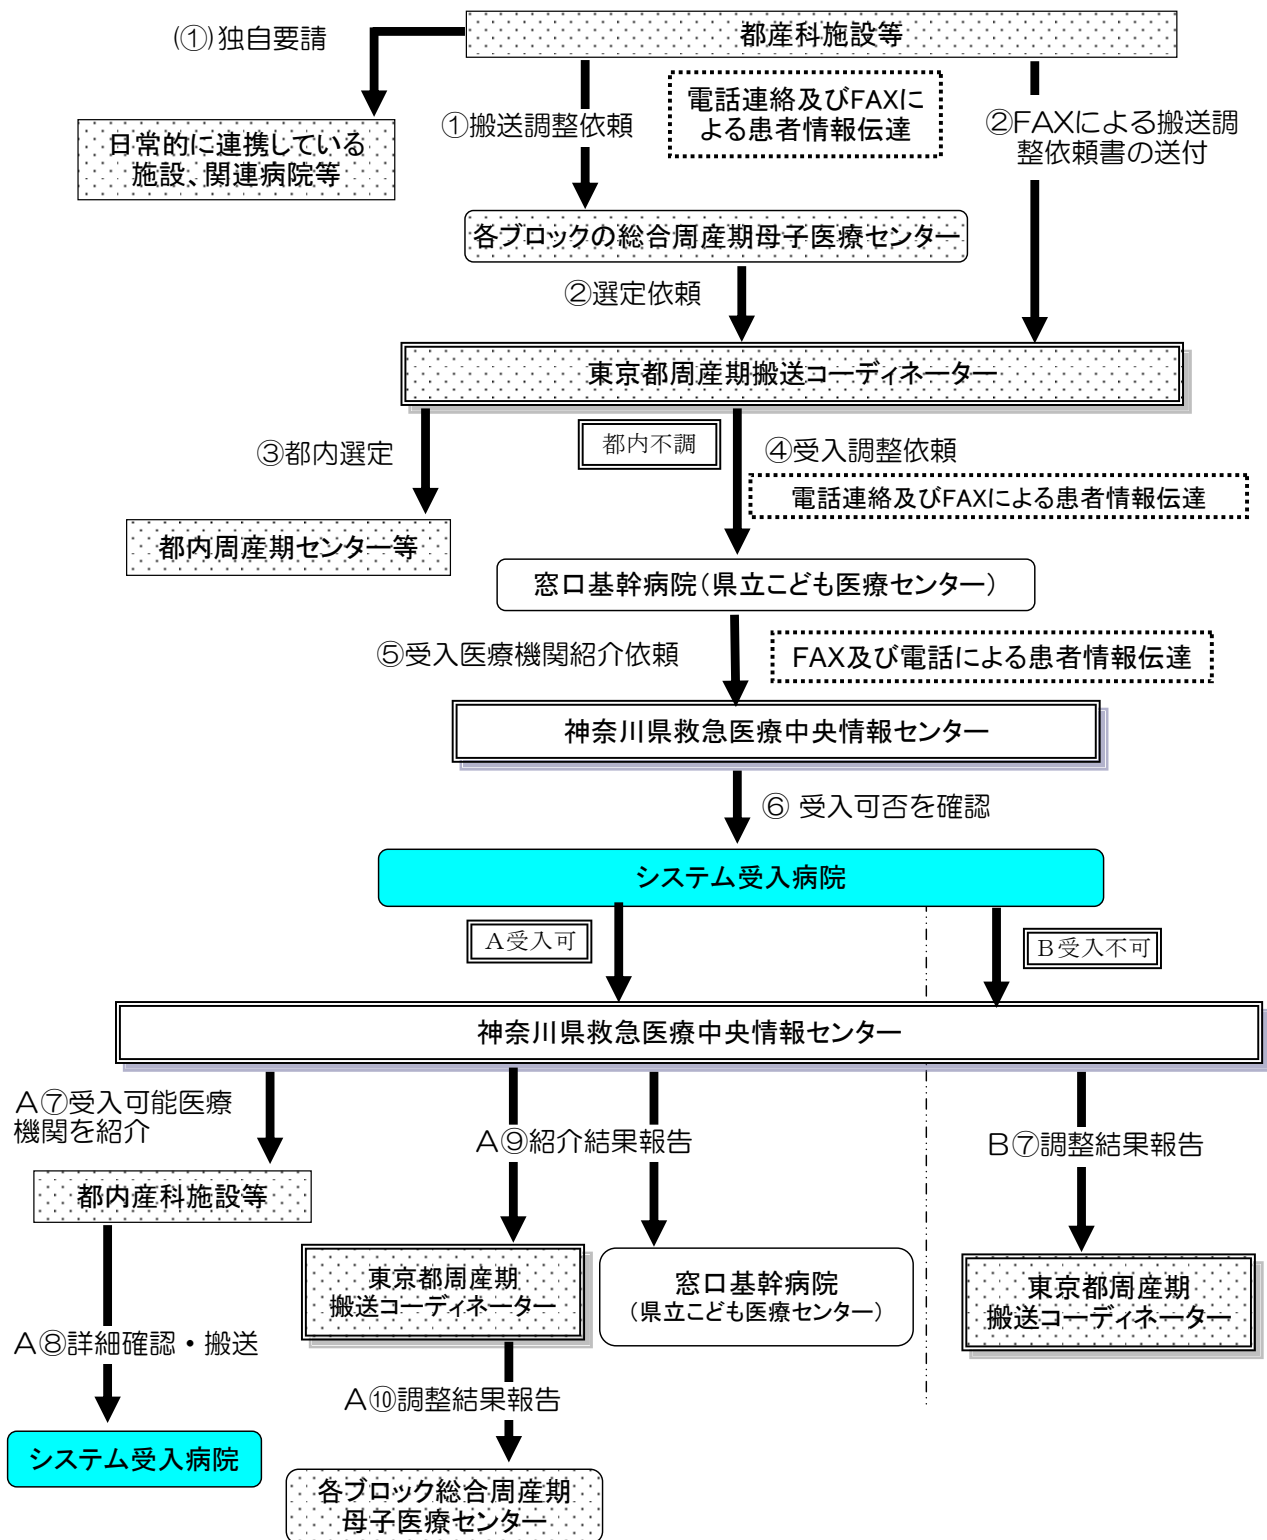 (①)独自要請
都産科施設等
日常的に連携している
施設、関連病院等
①搬送調整依頼
電話連絡及びFAXに
よる患者情報伝達
②FAXによる搬送調
整依頼書の送付
各ブロックの総合周産期母子医療センター
②選定依頼
東京都周産期搬送コーディネーター
③都内選定
都内不調
④受入調整依頼
電話連絡及びFAXによる患者情報伝達
都内周産期センター等
窓口基幹病院(県立こども医療センター)
⑤受入医療機関紹介依頼
FAX及び電話による患者情報伝達
神奈川県救急医療中央情報センター
⑥ 受入可否を確認
システム受入病院
A受入可
B受入不可
神奈川県救急医療中央情報センター
A⑦受入可能医療
機関を紹介
A⑨紹介結果報告
B⑦調整結果報告
都内産科施設等
東京都周産期
搬送コーディネーター
窓口基幹病院
(県立こども医療センター)
東京都周産期
搬送コーディネーター
A⑧詳細確認・搬送
A⑩調整結果報告
システム受入病院
各ブロック総合周産期
母子医療センター